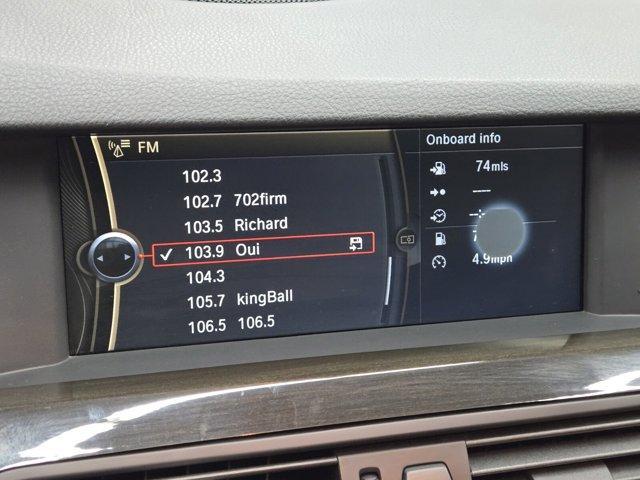 FM
102.3
102.7 702firm
103.5 Richard
103.9 Oui
104.3
105.7 kingBall
106.5 106.5
Onboard info
74mls
----
4.9mph